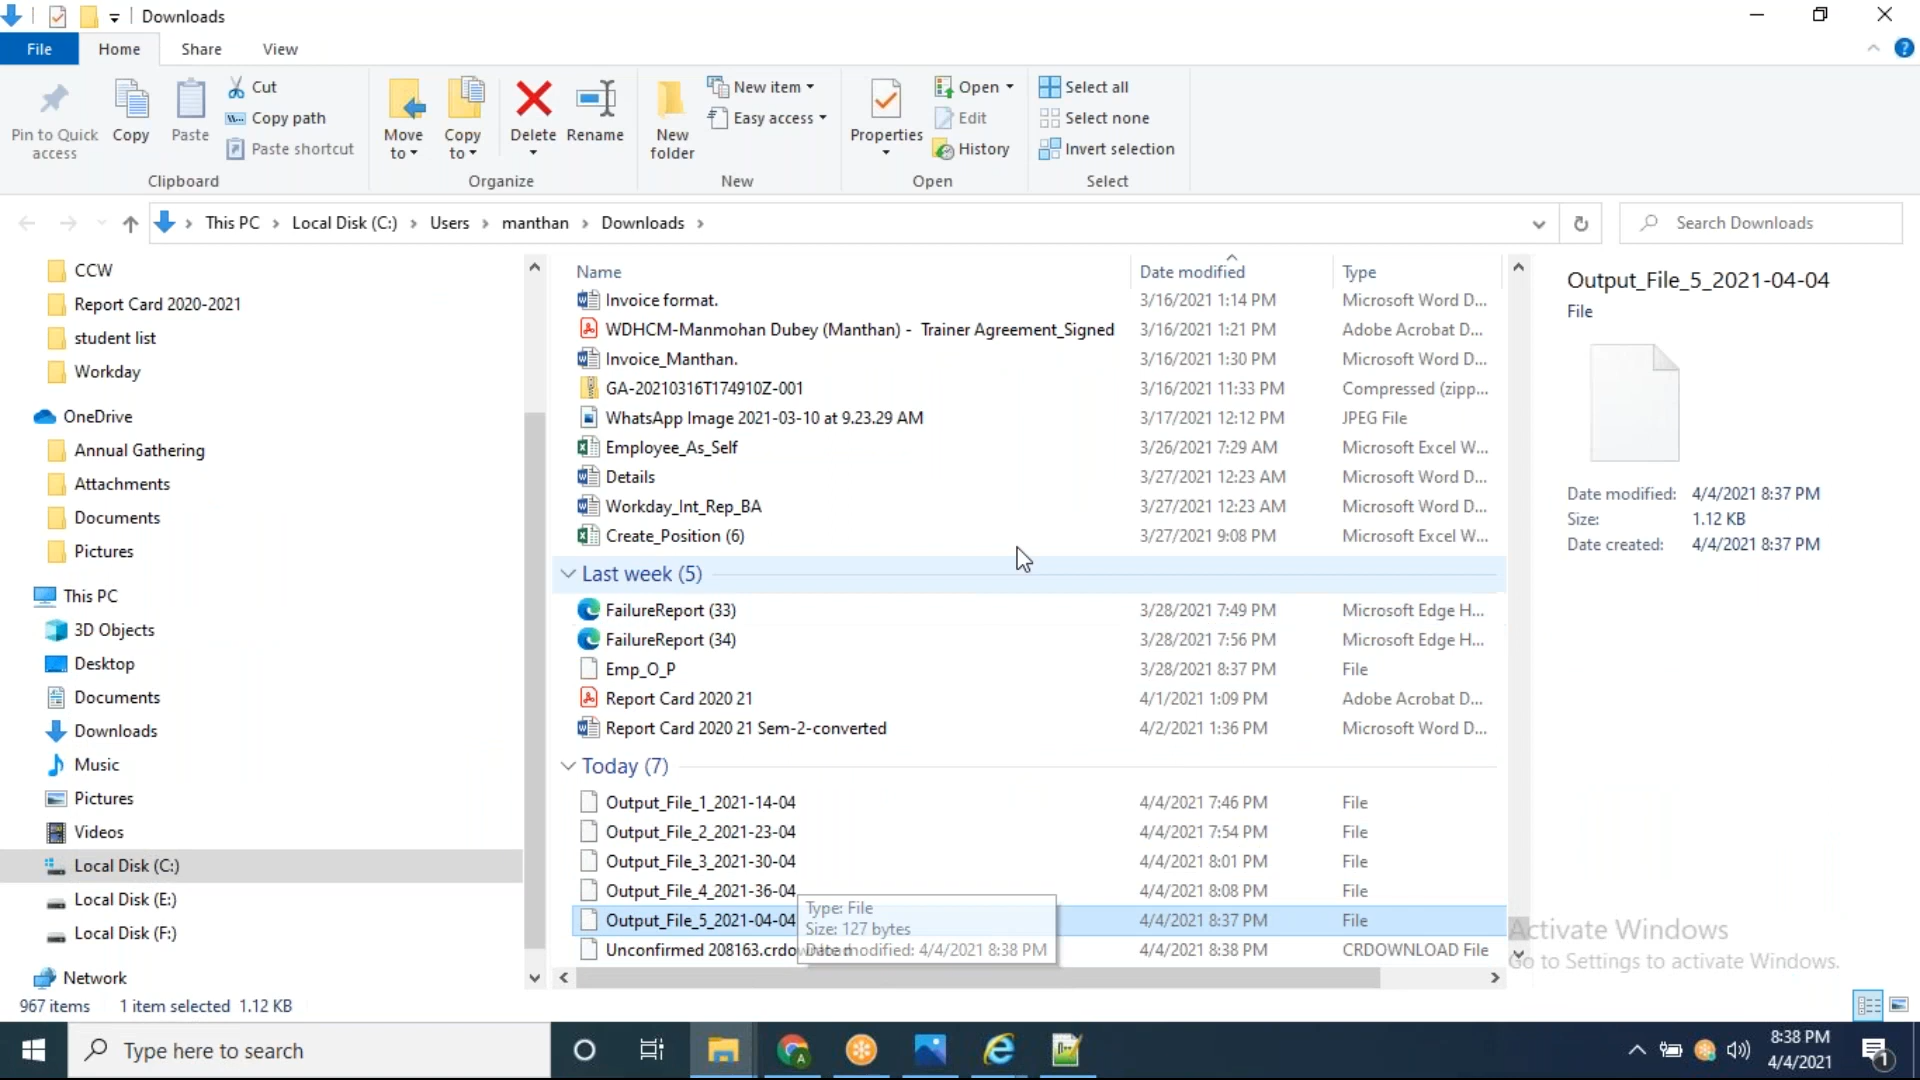 Downloads
File Home Share View
Pin to Quick access
Copy
Paste
Cut
Copy path
Paste shortcut
Clipboard
Move to
Copy to
Delete
Rename
Organize
New folder
New item
Easy access
New
Properties
Open
Edit
History
Open
Select all
Select none
Invert selection
Select
This PC > Local Disk (C:) > Users > manthan > Downloads >
Search Downloads
CCW
Report Card 2020-2021
student list
Workday
OneDrive
Annual Gathering
Attachments
Documents
Pictures
This PC
3D Objects
Desktop
Documents
Downloads
Music
Pictures
Videos
Local Disk (C:)
Local Disk (E:)
Local Disk (F:)
Network
Name Date modified Type
Invoice format. 3/16/2021 1:14 PM Microsoft Word D...
WDHCM-Manmohan Dubey (Manthan) - Trainer Agreement_Signed 3/16/2021 1:21 PM Adobe Acrobat D...
Invoice_Manthan. 3/16/2021 1:30 PM Microsoft Word D...
GA-20210316T174910Z-001 3/16/2021 11:33 PM Compressed (zipp...
WhatsApp Image 2021-03-10 at 9.23.29 AM 3/17/2021 12:12 PM JPEG File
Employee_As_Self 3/26/2021 7:29 AM Microsoft Excel W...
Details 3/27/2021 12:23 AM Microsoft Word D...
Workday_Int_Rep_BA 3/27/2021 12:23 AM Microsoft Word D...
Create_Position (6) 3/27/2021 9:08 PM Microsoft Excel W...
Last week (5)
FailureReport (33) 3/28/2021 7:49 PM Microsoft Edge H...
FailureReport (34) 3/28/2021 7:56 PM Microsoft Edge H...
Emp_O_P 3/28/2021 8:37 PM File
Report Card 2020 21 4/1/2021 1:09 PM Adobe Acrobat D...
Report Card 2020 21 Sem-2-converted 4/2/2021 1:36 PM Microsoft Word D...
Today (7)
Output_File_1_2021-14-04 4/4/2021 7:46 PM File
Output_File_2_2021-23-04 4/4/2021 7:54 PM File
Output_File_3_2021-30-04 4/4/2021 8:01 PM File
Output_File_4_2021-36-04 4/4/2021 8:08 PM File
Output_File_5_2021-04-04 4/4/2021 8:37 PM File
Unconfirmed 208163.crdo 4/4/2021 8:38 PM CRDOWNLOAD File
Type: File
Size: 127 bytes
Date modified: 4/4/2021 8:38 PM
Output_File_5_2021-04-04
File
Date modified: 4/4/2021 8:37 PM
Size: 1.12 KB
Date created: 4/4/2021 8:37 PM
Activate Windows
Go to Settings to activate Windows.
967 items 1 item selected 1.12 KB
Type here to search
8:38 PM
4/4/2021
1